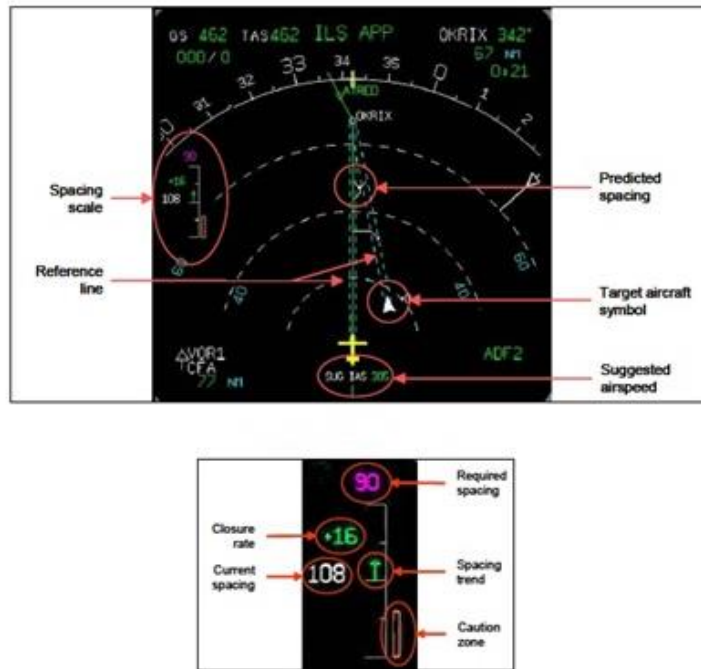 GS 462 TAS462 ILS APP OKRIX 342°
000/0 67 NM
0:21
30 31 32 33 34 35 0 1 2
AIRED
OKRIX
90
+16
108
Spacing
scale
Predicted
spacing
Reference
line
60 40 40 60
Target aircraft
symbol
VOR1 ADF2
CFA
77 NM
SUG IAS 305
Suggested
airspeed
90
Required
spacing
Closure
rate
+16
Current
spacing
108
Spacing
trend
Caution
zone